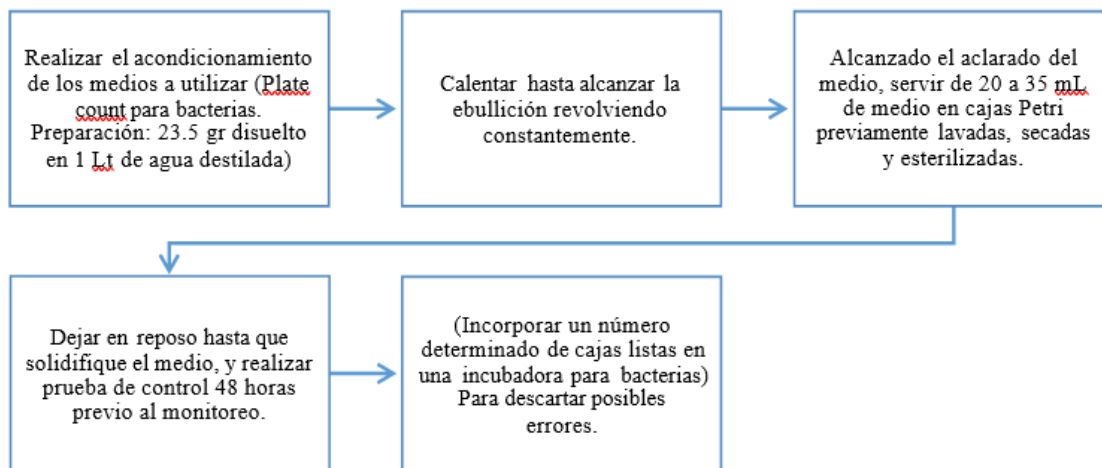 Realizar el acondicionamiento
de los medios a utilizar (Plate
count para bacterias.
Preparación: 23.5 gr disuelto
en 1 Lt de agua destilada)
Calentar hasta alcanzar la
ebullición revolviendo
constantemente.
Alcanzado el aclarado del
medio, servir de 20 a 35 mL
de medio en cajas Petri
previamente lavadas, secadas
y esterilizadas.
Dejar en reposo hasta que
solidifique el medio, y realizar
prueba de control 48 horas
previo al monitoreo.
(Incorporar un número
determinado de cajas listas en
una incubadora para bacterias)
Para descartar posibles
errores.